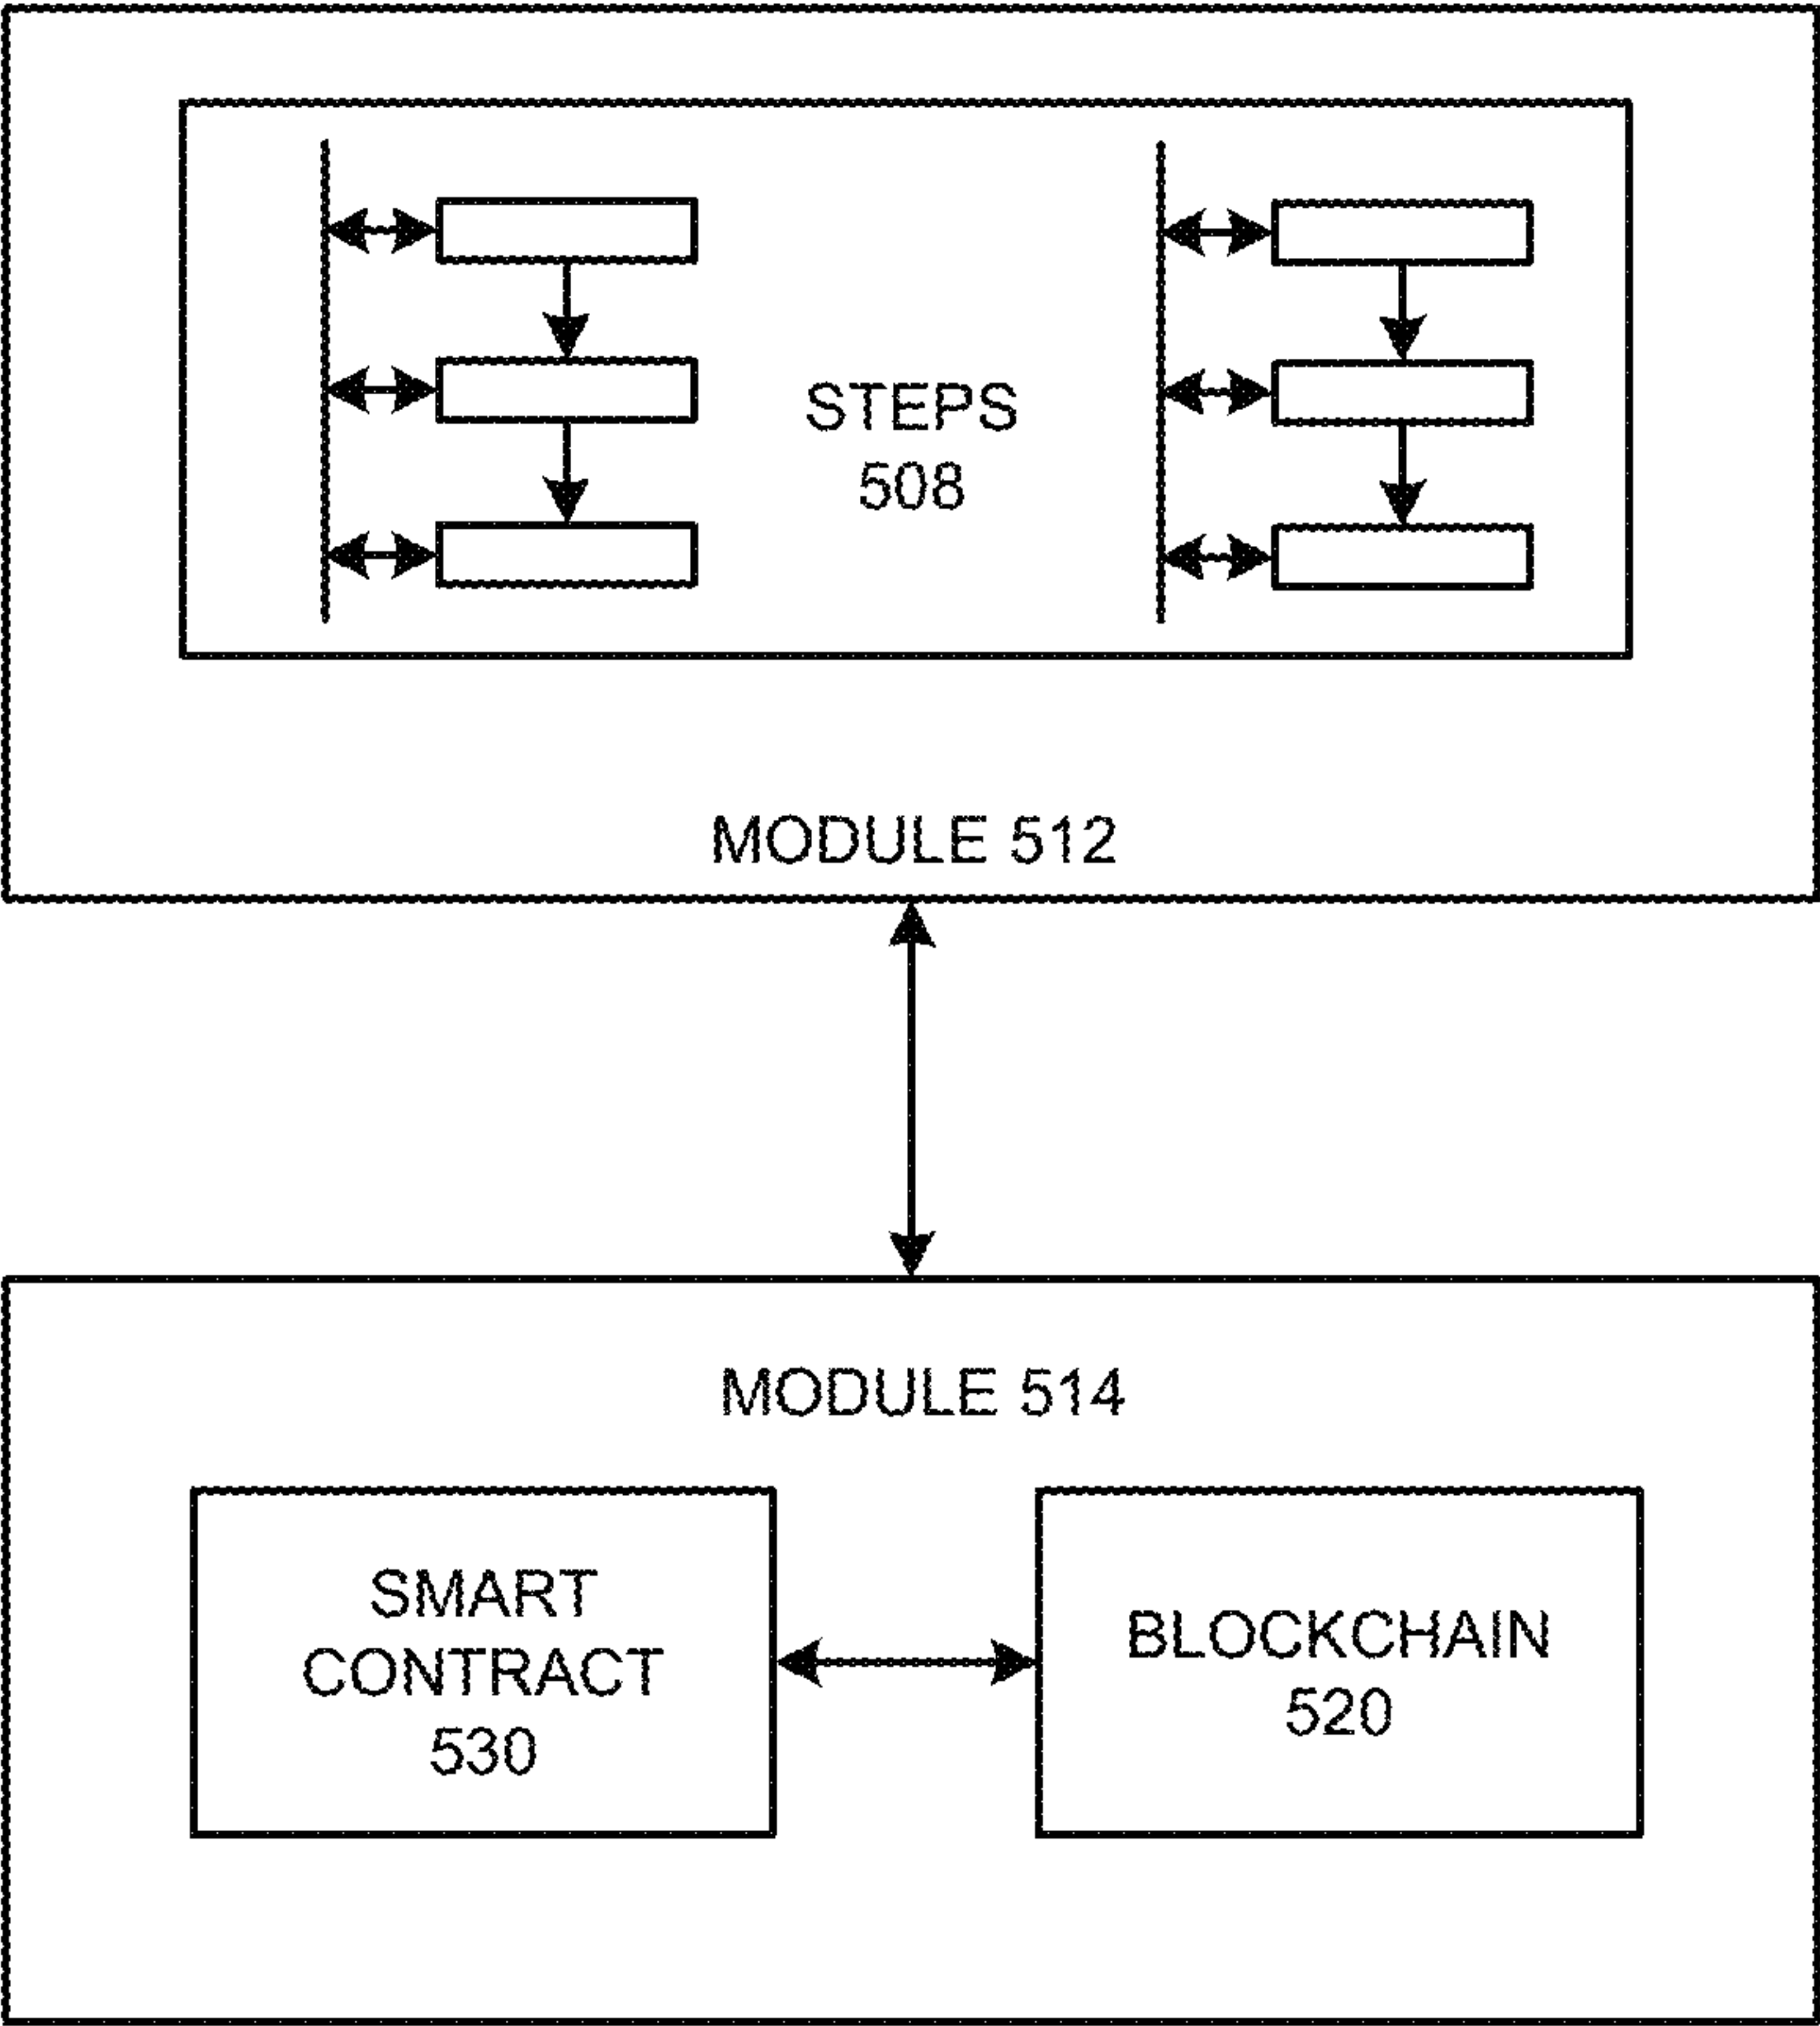 STEPS
508
MODULE 512
MODULE 514
SMART
CONTRACT
530
BLOCKCHAIN
520